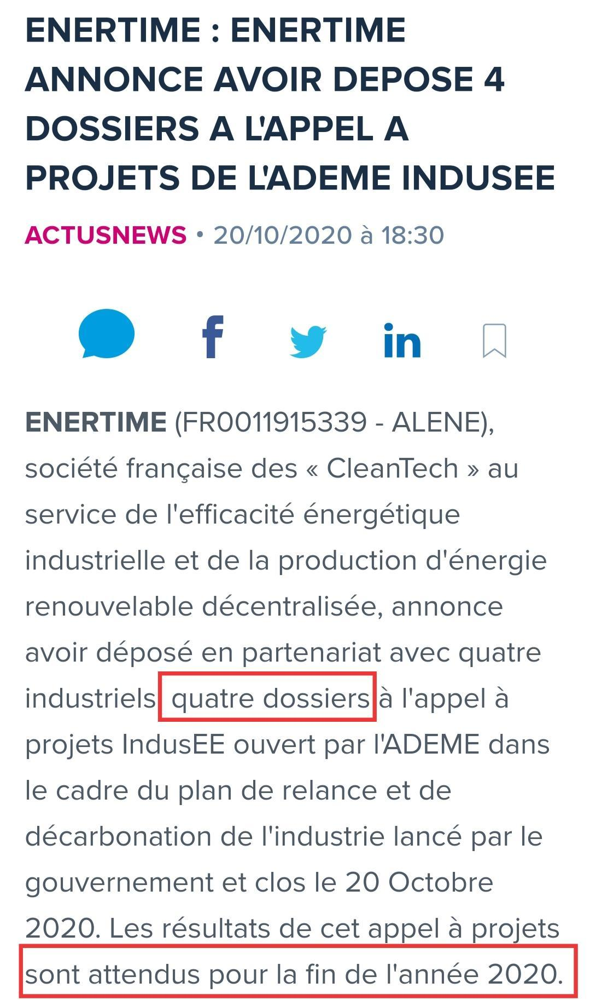 ENERTIME : ENERTIME
ANNONCE AVOIR DEPOSE 4
DOSSIERS A L'APPEL A
PROJETS DE L'ADEME INDUSEE
ACTUSNEWS • 20/10/2020 à 18:30
f in
ENERTIME (FR0011915339 - ALENE),
société française des « CleanTech » au
service de l'efficacité énergétique
industrielle et de la production d'énergie
renouvelable décentralisée, annonce
avoir déposé en partenariat avec quatre
industriels quatre dossiers à l'appel à
projets IndusEE ouvert par l'ADEME dans
le cadre du plan de relance et de
décarbonation de l'industrie lancé par le
gouvernement et clos le 20 Octobre
2020. Les résultats de cet appel à projets
sont attendus pour la fin de l'année 2020.